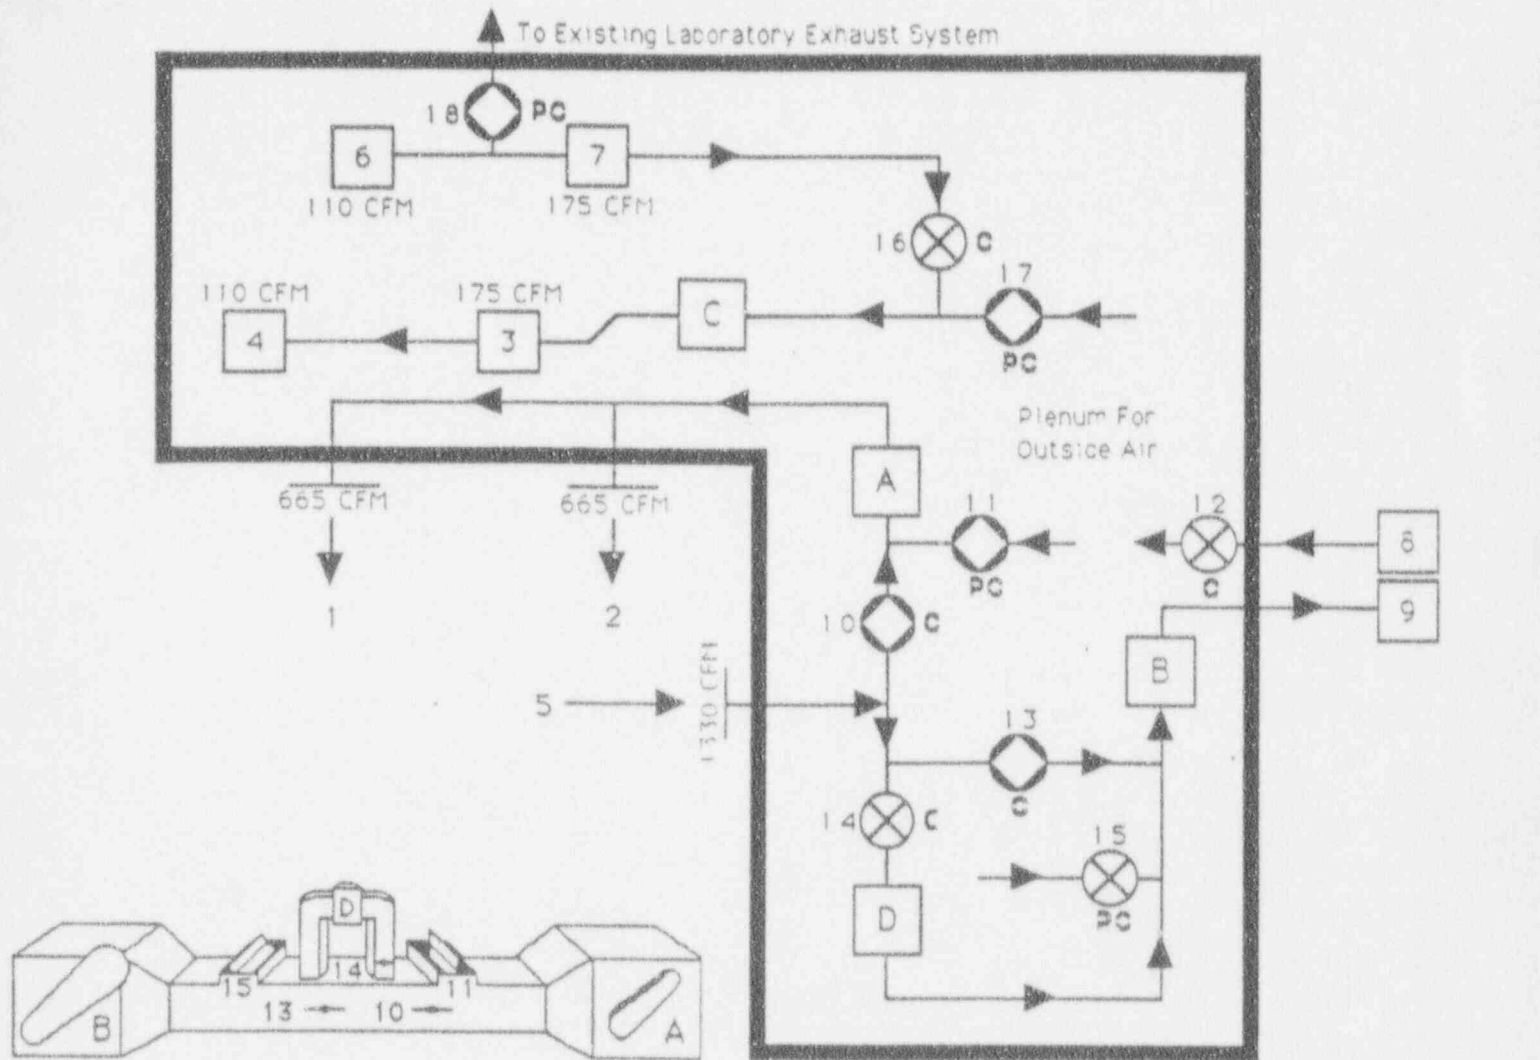 To Existing Laboratory Exhaust System
18 PC
6 7
110 CFM 175 CFM
16 C
17
110 CFM 175 CFM
C
4 3
PC
Plenum For
Outside Air
A
665 CFM 665 CFM
11 12
8
PC C
1 2
10 C
9
B
5
1330 CFM
13
C
14 C
15
PC
D
D
14
15 11
13 10
B A